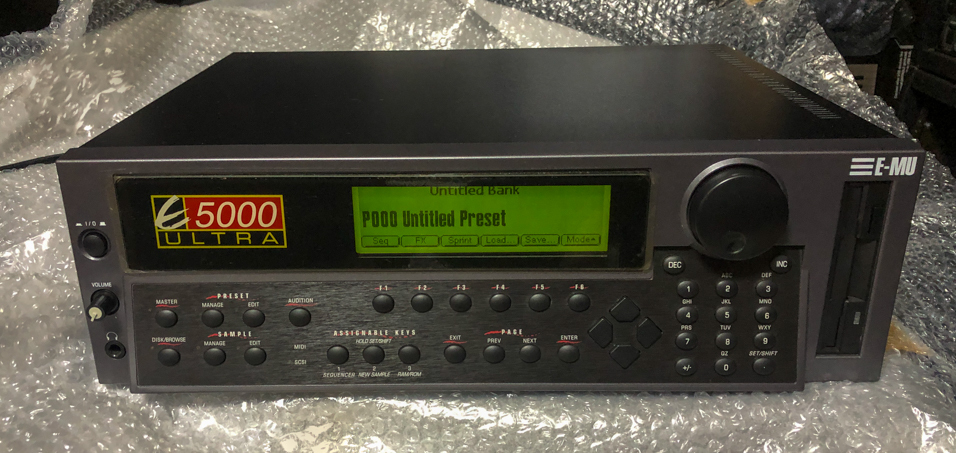 E-MU
E5000
ULTRA
Untitled Bank
P000 Untitled Preset
Seq FX Sprint Load... Save... Mode
I / O
VOLUME
MASTER
PRESET
MANAGE EDIT
AUDITION
DISK/BROWSE
SAMPLE
MANAGE EDIT
MIDI
SCSI
F1 F2 F3 F4 F5 F6
ASSIGNABLE KEYS
HOLD SET/SHIFT
1 2 3
SEQUENCER NEW SAMPLE RAM/ROM
EXIT
PAGE
PREV NEXT
ENTER
DEC INC
ABC DEF
1 2 3
GHI JKL MNO
4 5 6
PRS TUV WXY
7 8 9
QZ SET/SHIFT
+/- 0 .